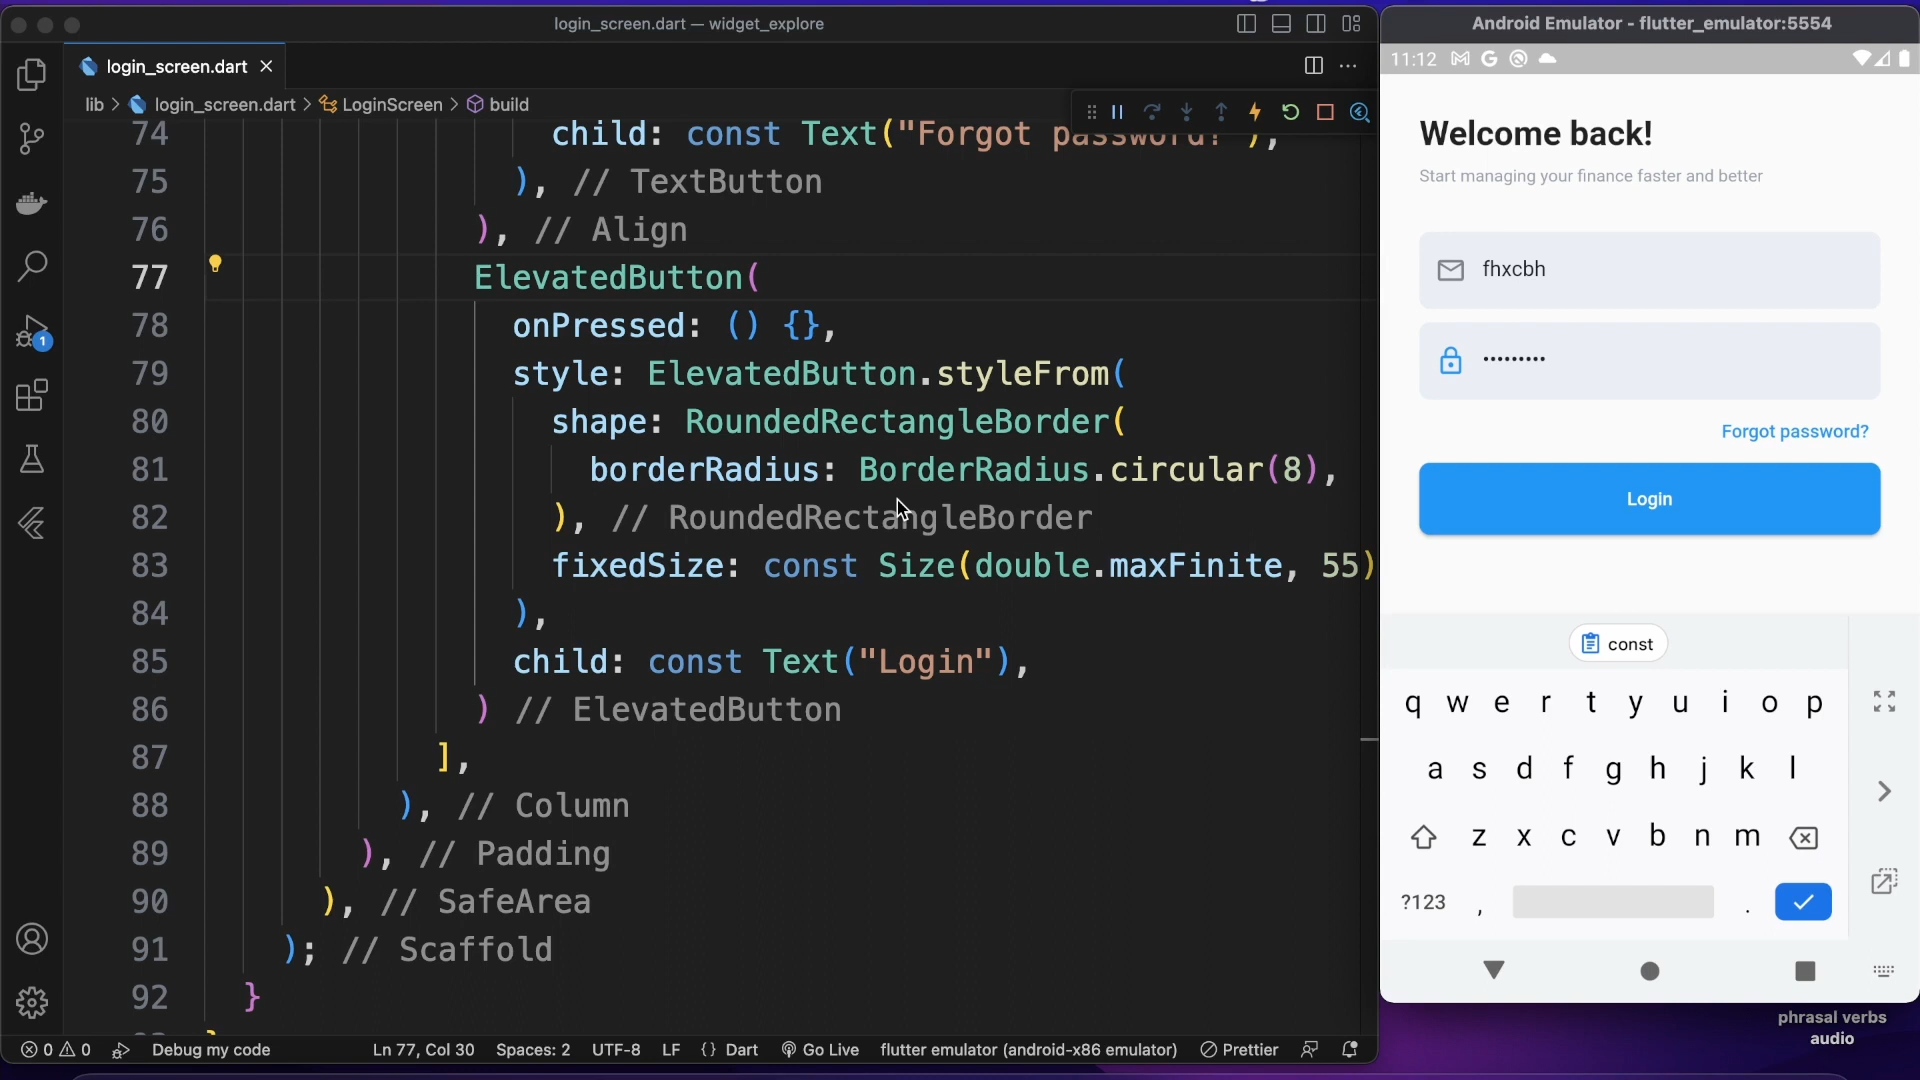 login_screen.dart — widget_explore
login_screen.dart
lib > login_screen.dart > LoginScreen > build
74 child: const Text("Forgot password?"),
75 ), // TextButton
76 ), // Align
77 ElevatedButton(
78 onPressed: () {},
79 style: ElevatedButton.styleFrom(
80 shape: RoundedRectangleBorder(
81 borderRadius: BorderRadius.circular(8),
82 ), // RoundedRectangleBorder
83 fixedSize: const Size(double.maxFinite, 55)
84 ),
85 child: const Text("Login"),
86 ) // ElevatedButton
87 ],
88 ), // Column
89 ), // Padding
90 ), // SafeArea
91 ); // Scaffold
92 }
1
0 0 Debug my code Ln 77, Col 30 Spaces: 2 UTF-8 LF {} Dart Go Live flutter emulator (android-x86 emulator) Prettier
Android Emulator - flutter_emulator:5554
11:12
Welcome back!
Start managing your finance faster and better
fhxcbh
•••••••••
Forgot password?
Login
const
q w e r t y u i o p
a s d f g h j k l
z x c v b n m
?123 , .
phrasal verbs
audio